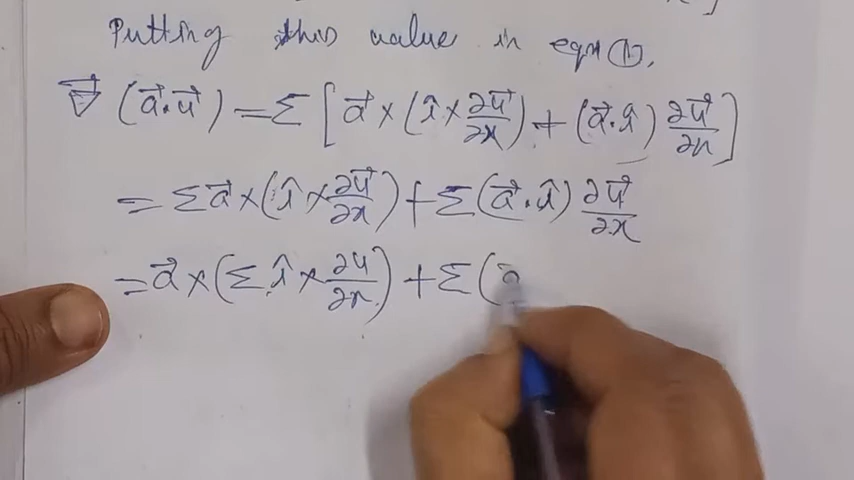 Putting this value in eqn ①,
∇⃗ (a⃗.u⃗) = Σ [ a⃗ × (î × ∂u⃗/∂x) + (a⃗.î) ∂u⃗/∂x ]
= Σ a⃗ × (î × ∂u⃗/∂x) + Σ (a⃗.î) ∂u⃗/∂x
= a⃗ × (Σ î × ∂u/∂x) + Σ (a⃗